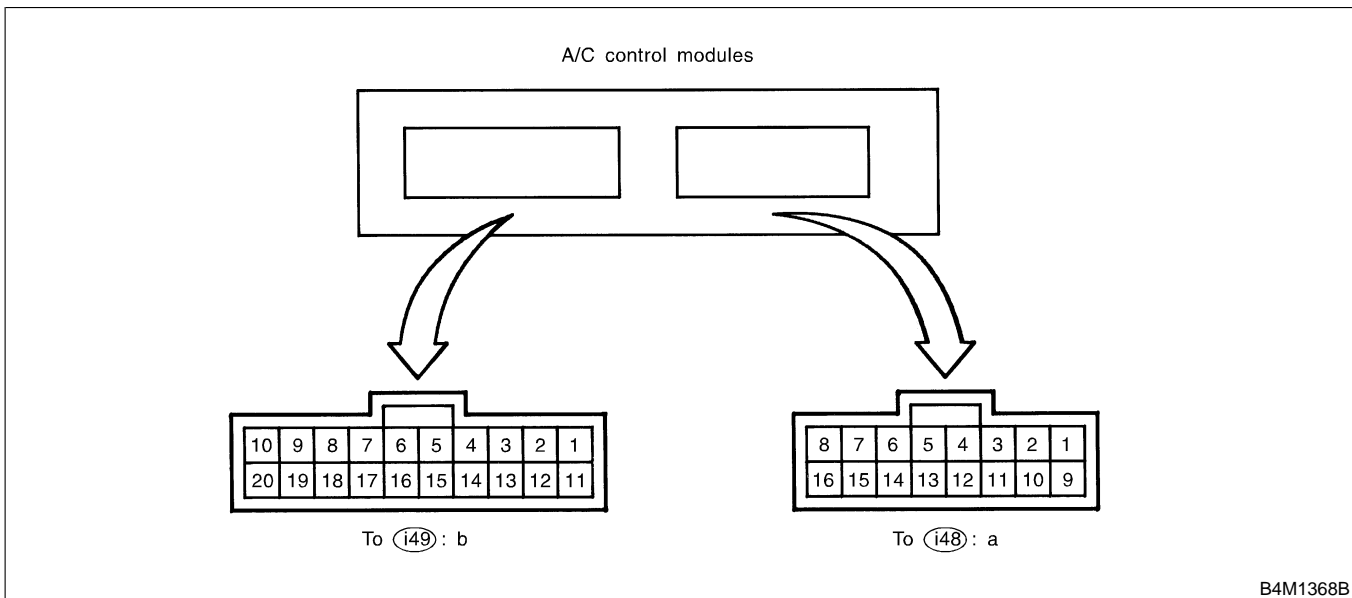 A/C control modules
10 9 8 7 6 5 4 3 2 1
20 19 18 17 16 15 14 13 12 11
To i49 : b
8 7 6 5 4 3 2 1
16 15 14 13 12 11 10 9
To i48 : a
B4M1368B